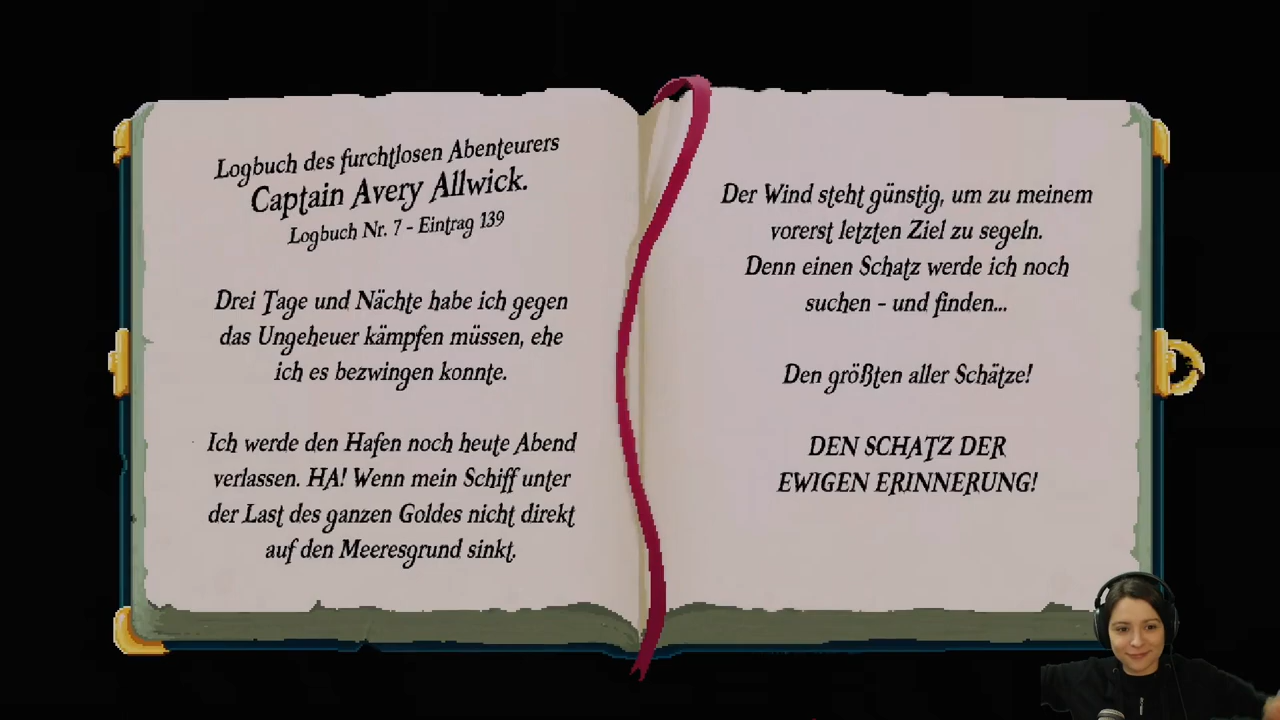 Logbuch des furchtlosen Abenteurers
Captain Avery Allwick.
Logbuch Nr. 7 - Eintrag 139
Drei Tage und Nächte habe ich gegen
das Ungeheuer kämpfen müssen, ehe
ich es bezwingen konnte.
Ich werde den Hafen noch heute Abend
verlassen. HA! Wenn mein Schiff unter
der Last des ganzen Goldes nicht direkt
auf den Meeresgrund sinkt.
Der Wind steht günstig, um zu meinem
vorerst letzten Ziel zu segeln.
Denn einen Schatz werde ich noch
suchen - und finden...
Den größten aller Schätze!
DEN SCHATZ DER
EWIGEN ERINNERUNG!